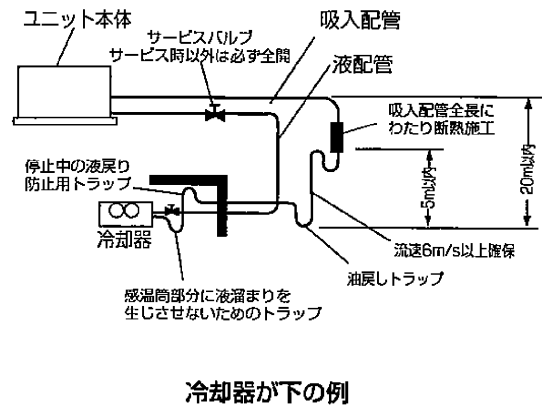 ユニット本体
吸入配管
サービスバルブ
サービス時以外は必ず全開
液配管
吸入配管全長に
わたり断熱施工
停止中の液戻り
防止用トラップ
5m以内
20m以内
冷却器
流速6m/s以上確保
油戻しトラップ
感温筒部分に液溜まりを
生じさせないためのトラップ
冷却器が下の例